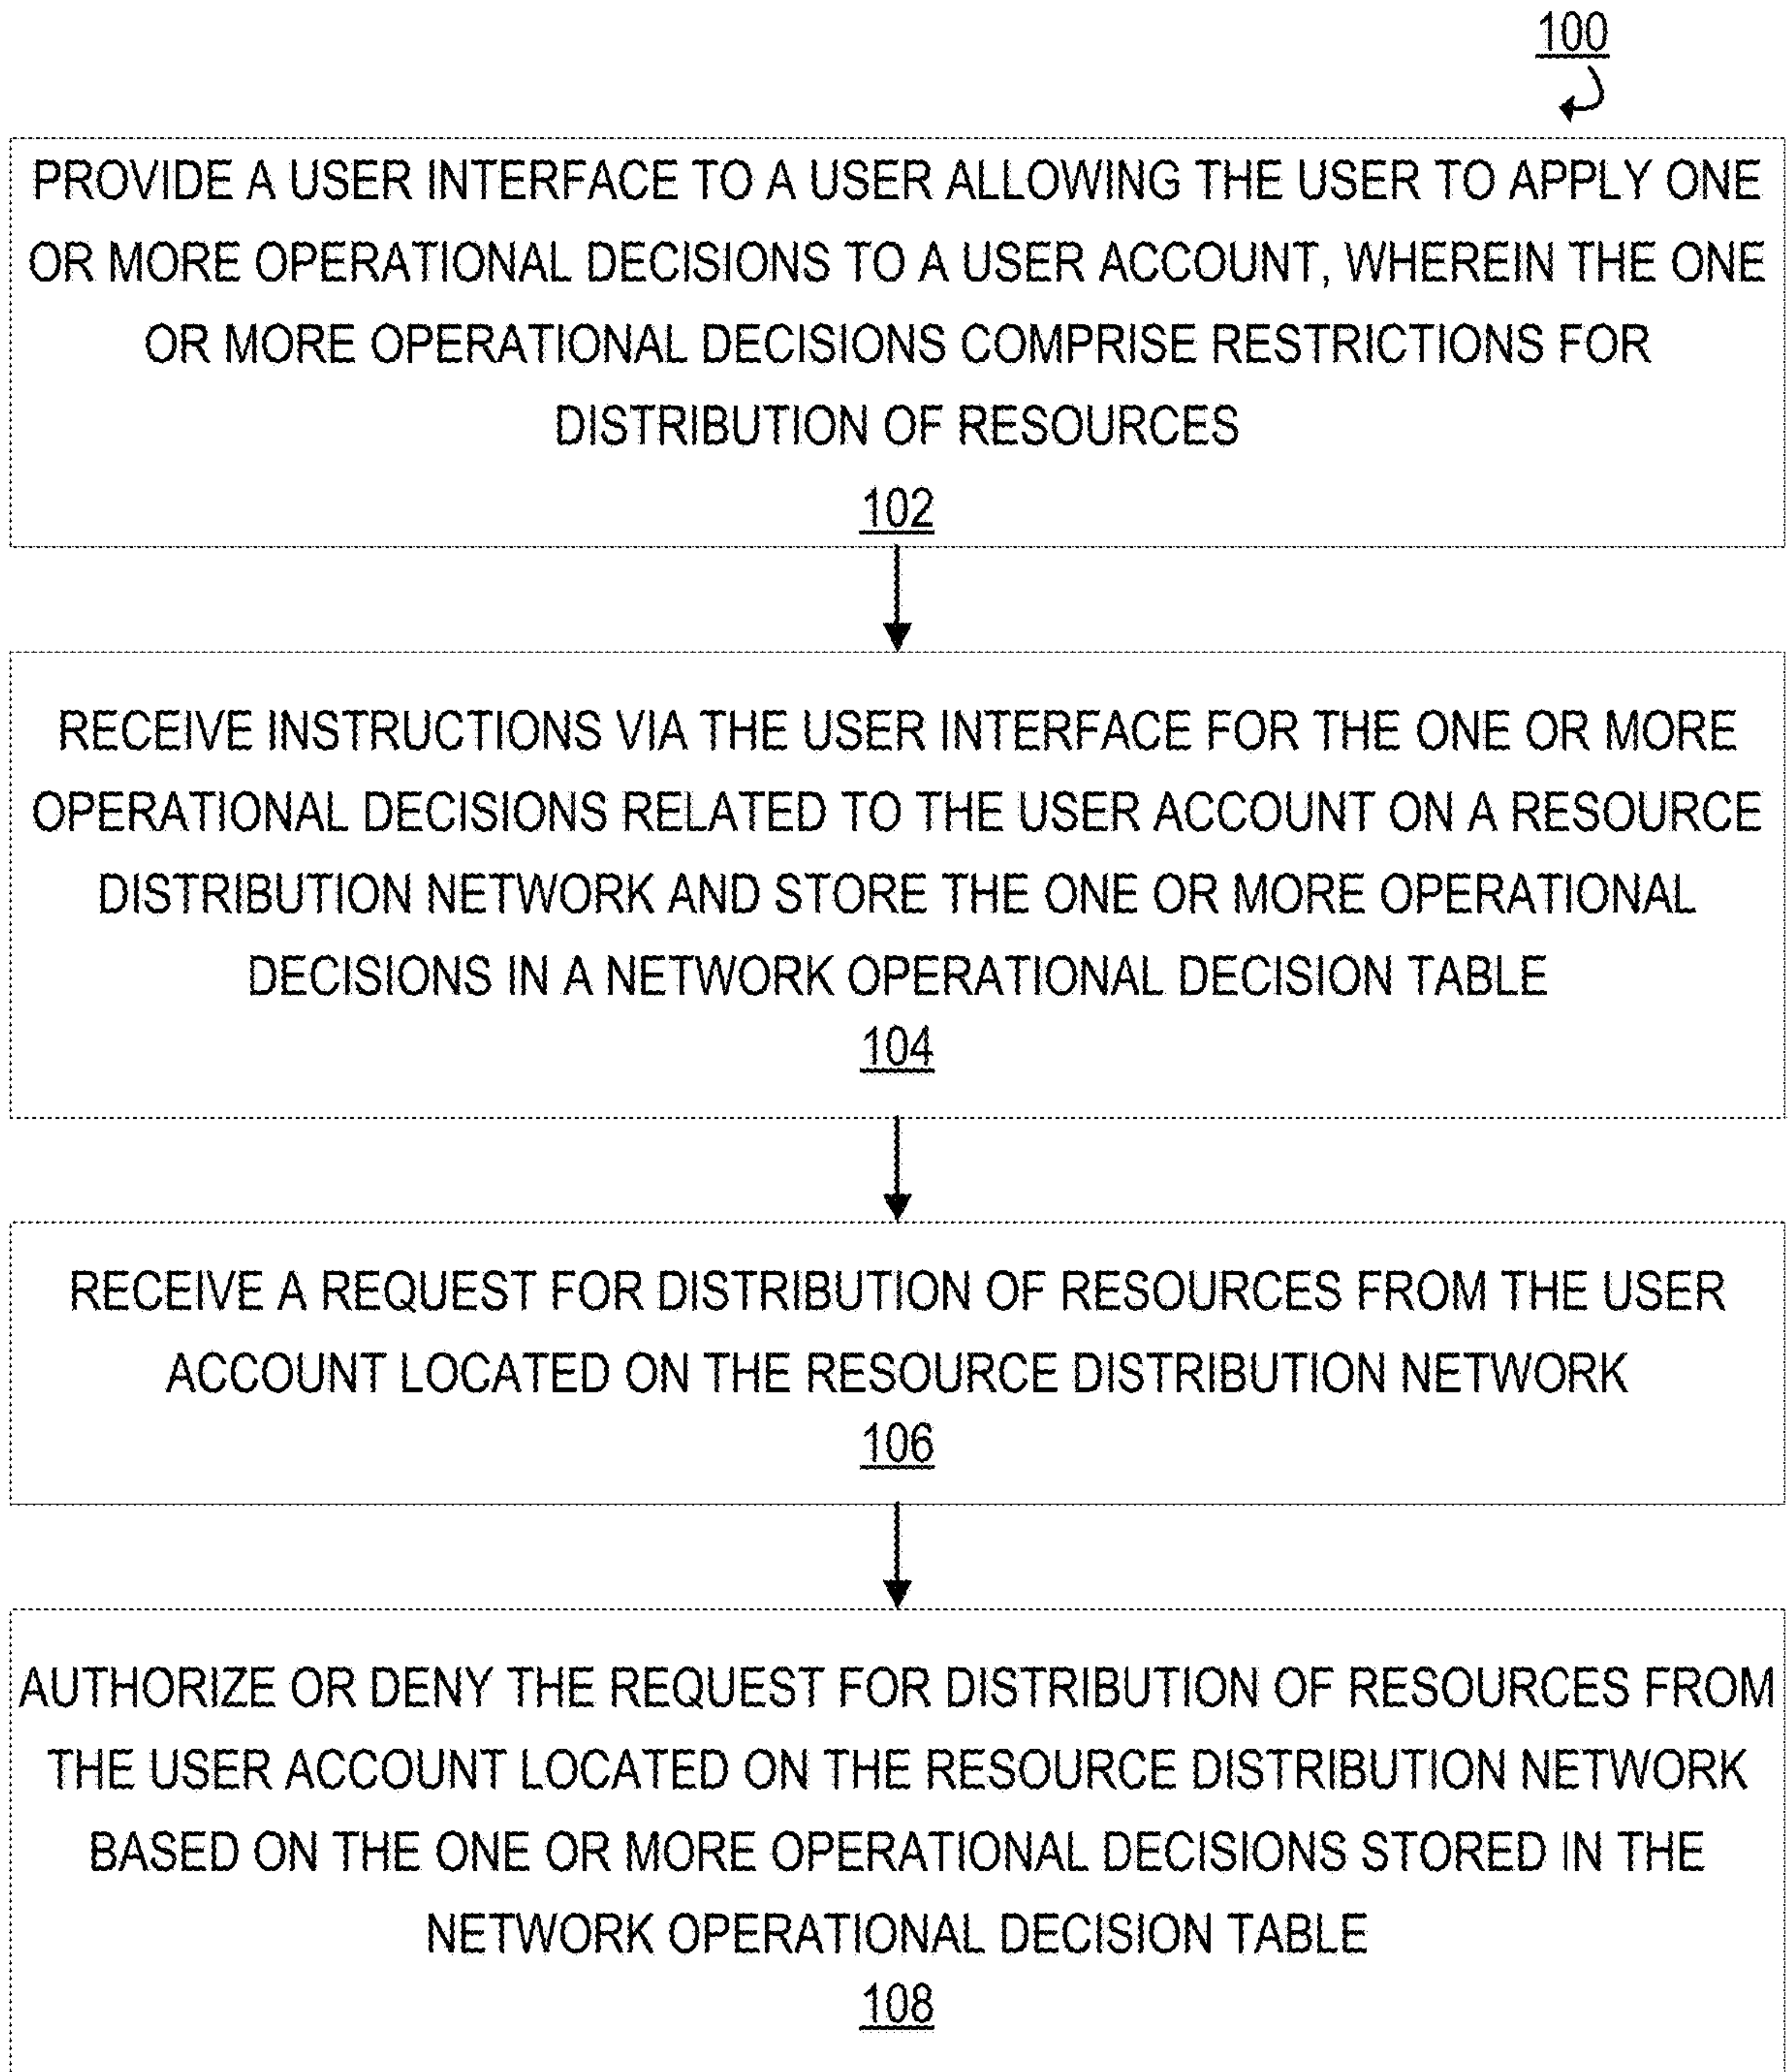 100
PROVIDE A USER INTERFACE TO A USER ALLOWING THE USER TO APPLY ONE
OR MORE OPERATIONAL DECISIONS TO A USER ACCOUNT, WHEREIN THE ONE
OR MORE OPERATIONAL DECISIONS COMPRISE RESTRICTIONS FOR
DISTRIBUTION OF RESOURCES
102
RECEIVE INSTRUCTIONS VIA THE USER INTERFACE FOR THE ONE OR MORE
OPERATIONAL DECISIONS RELATED TO THE USER ACCOUNT ON A RESOURCE
DISTRIBUTION NETWORK AND STORE THE ONE OR MORE OPERATIONAL
DECISIONS IN A NETWORK OPERATIONAL DECISION TABLE
104
RECEIVE A REQUEST FOR DISTRIBUTION OF RESOURCES FROM THE USER
ACCOUNT LOCATED ON THE RESOURCE DISTRIBUTION NETWORK
106
AUTHORIZE OR DENY THE REQUEST FOR DISTRIBUTION OF RESOURCES FROM
THE USER ACCOUNT LOCATED ON THE RESOURCE DISTRIBUTION NETWORK
BASED ON THE ONE OR MORE OPERATIONAL DECISIONS STORED IN THE
NETWORK OPERATIONAL DECISION TABLE
108